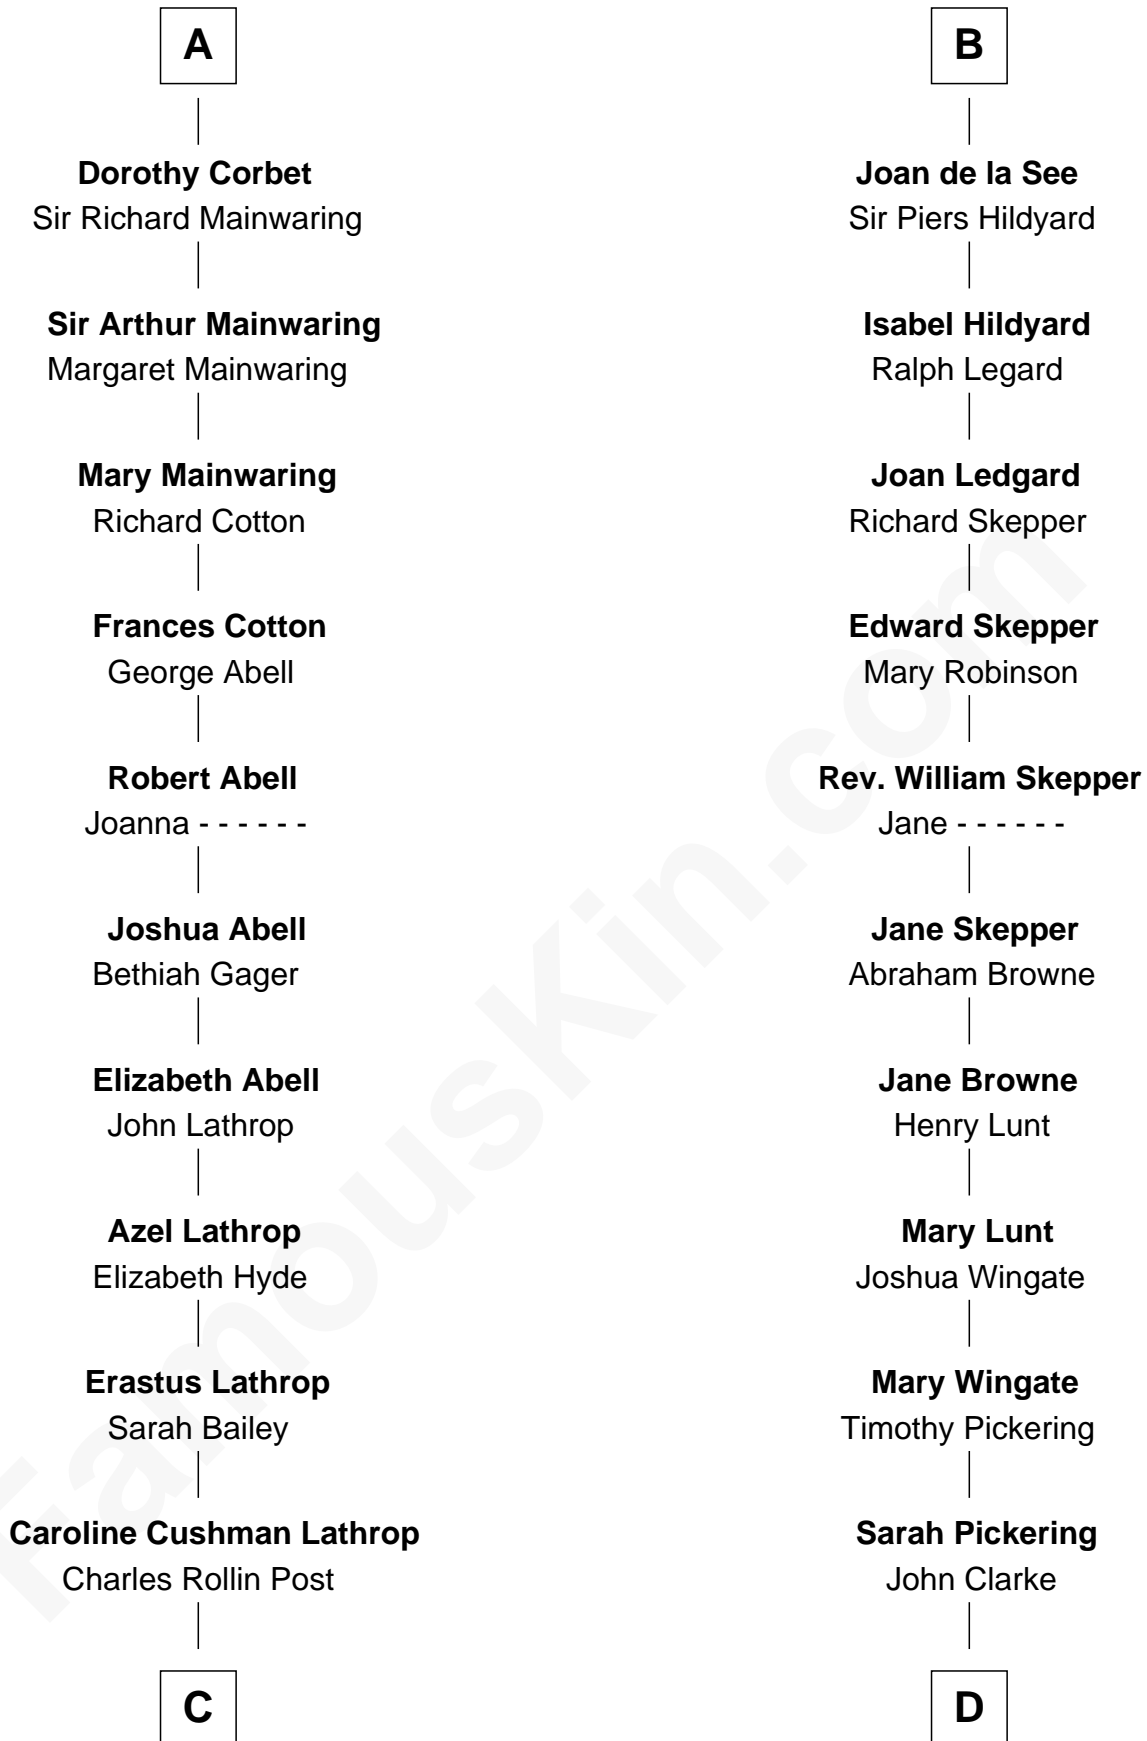 A
Dorothy Corbet
Sir Richard Mainwaring
Sir Arthur Mainwaring
Margaret Mainwaring
Mary Mainwaring
Richard Cotton
Frances Cotton
George Abell
Robert Abell
Joanna - - - - - -
Joshua Abell
Bethiah Gager
Elizabeth Abell
John Lathrop
Azel Lathrop
Elizabeth Hyde
Erastus Lathrop
Sarah Bailey
Caroline Cushman Lathrop
Charles Rollin Post
C
B
Joan de la See
Sir Piers Hildyard
Isabel Hildyard
Ralph Legard
Joan Ledgard
Richard Skepper
Edward Skepper
Mary Robinson
Rev. William Skepper
Jane - - - - - -
Jane Skepper
Abraham Browne
Jane Browne
Henry Lunt
Mary Lunt
Joshua Wingate
Mary Wingate
Timothy Pickering
Sarah Pickering
John Clarke
D
FamousKin.com